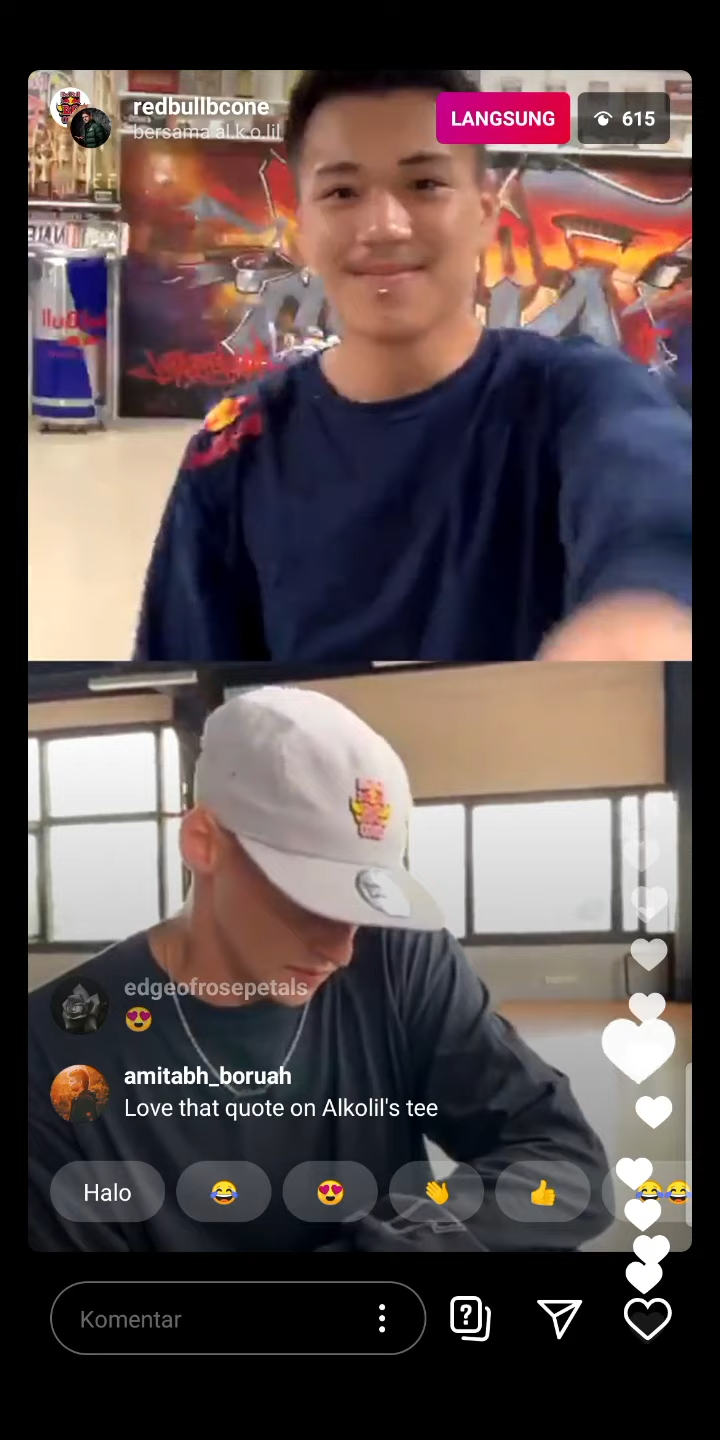 redbullbcone
LANGSUNG
615
bersama al.k.o.lil
edgeofrosepetals
😍
amitabh_boruah
Love that quote on Alkolil's tee
Halo
😂
😍
👋
👍
😂😂
Komentar